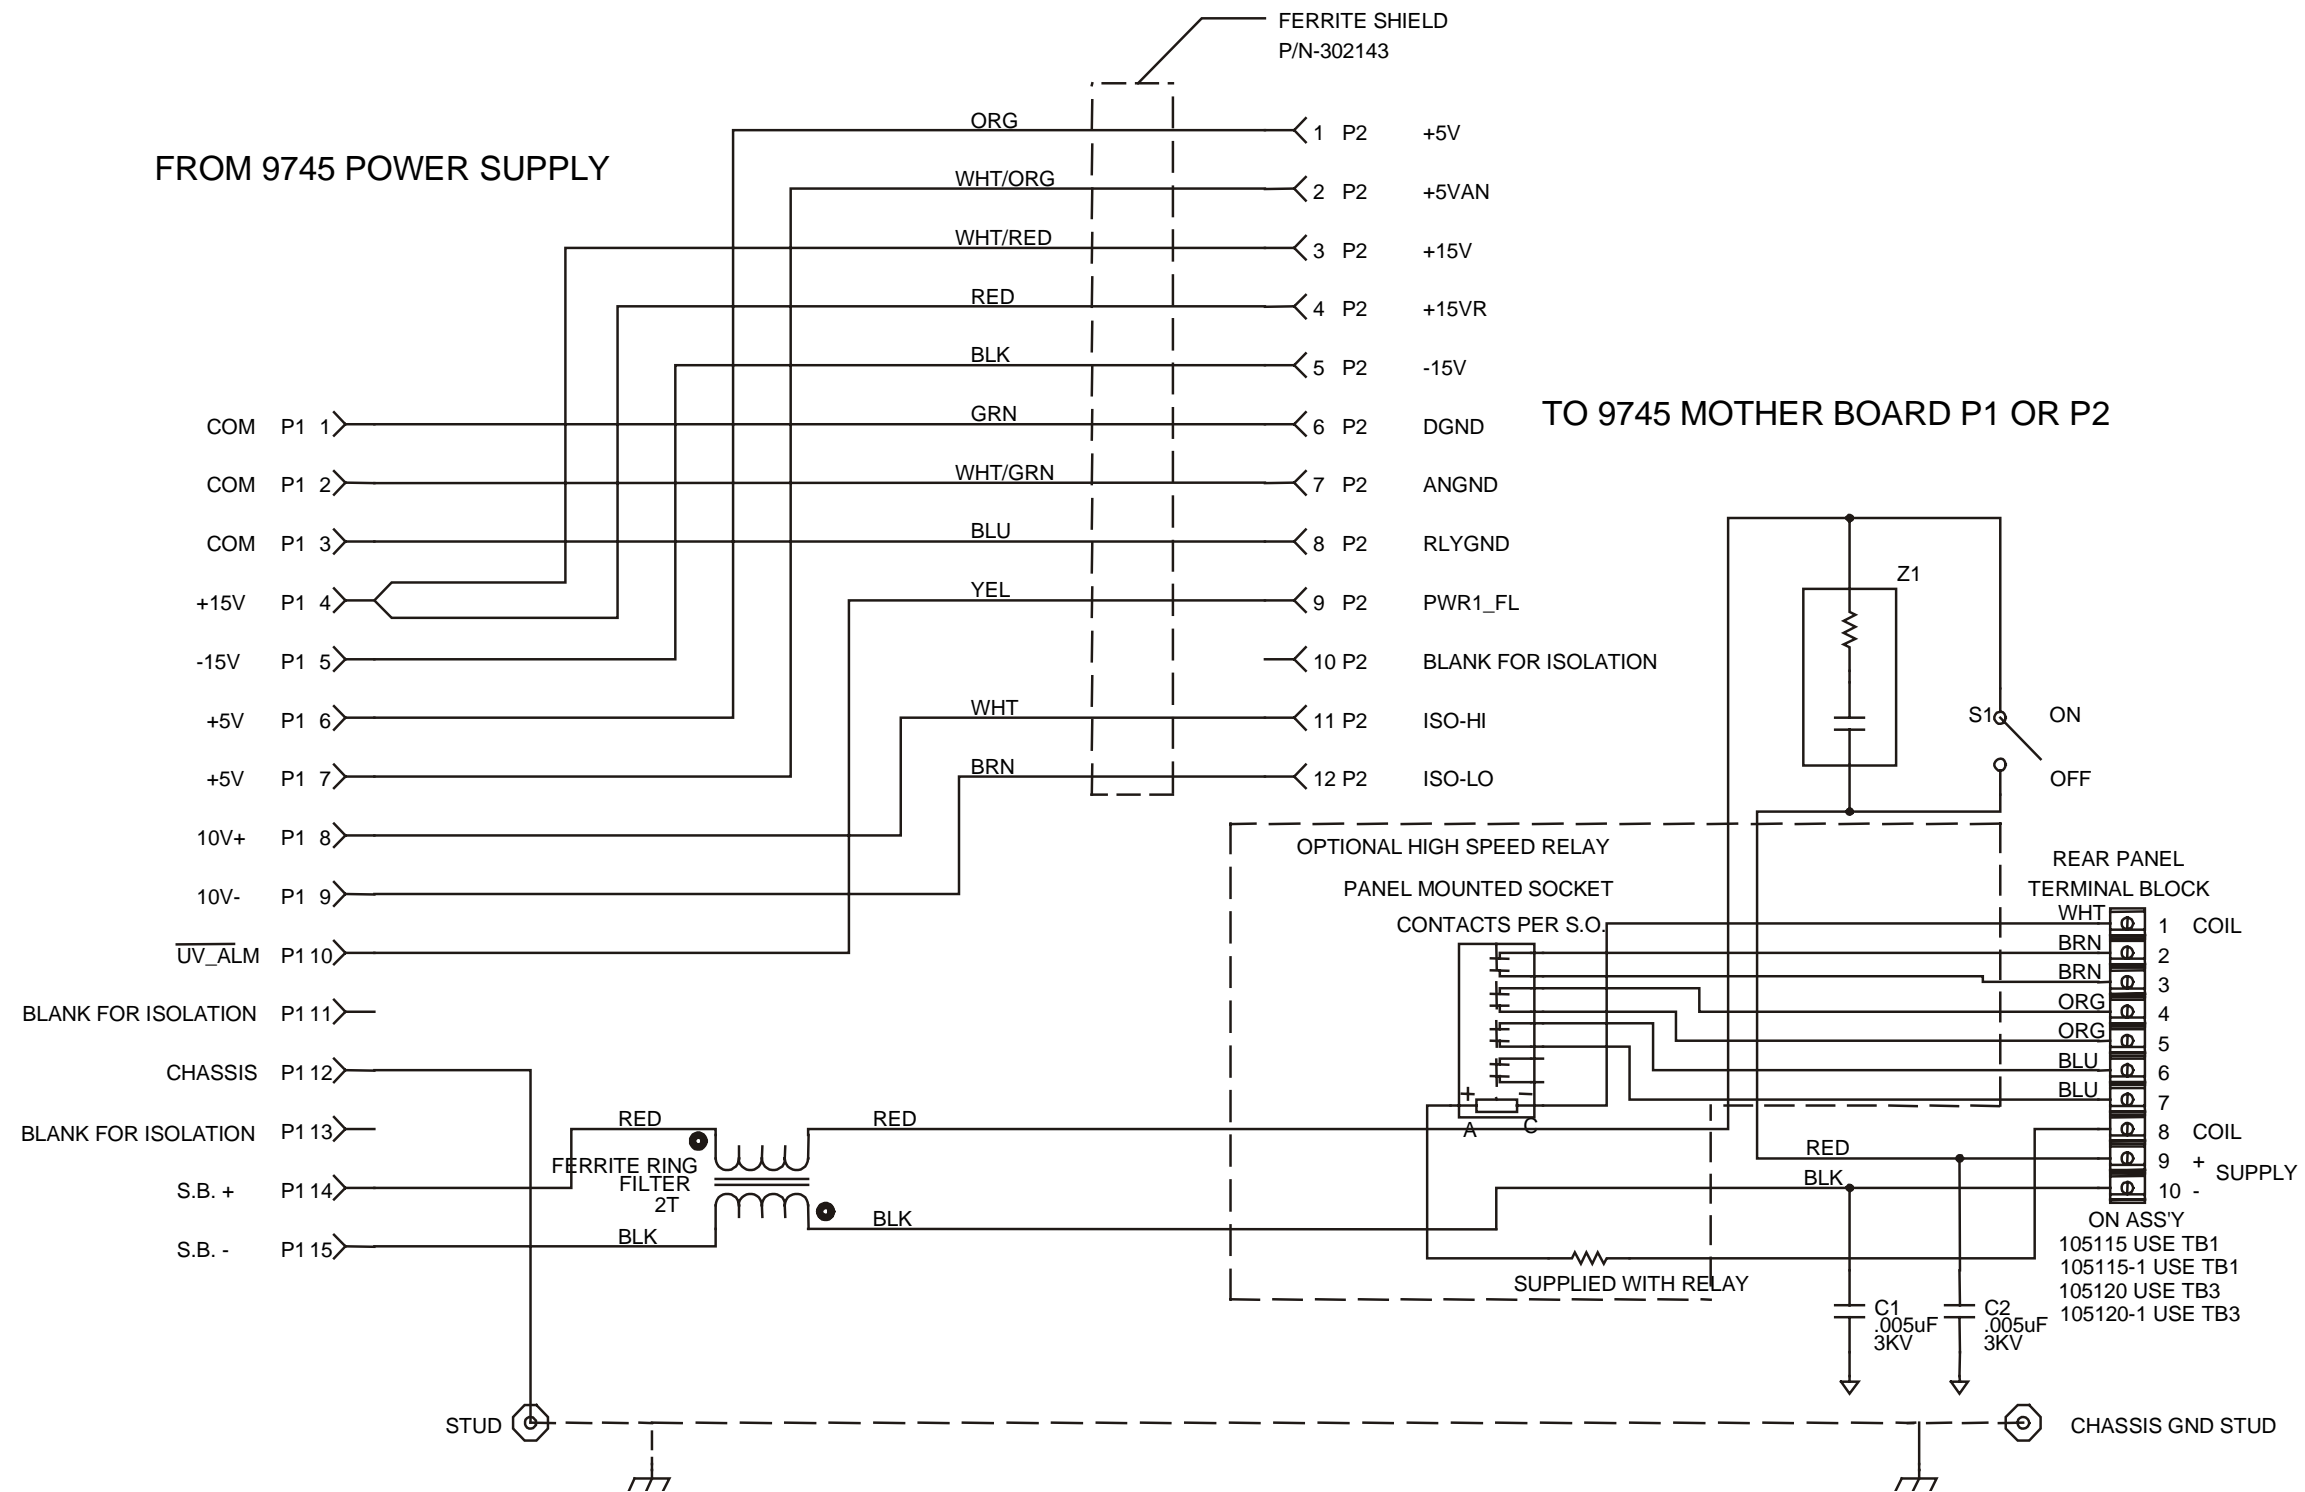 FERRITE SHIELD
P/N-302143
FROM 9745 POWER SUPPLY
ORG 1 P2 +5V
WHT/ORG 2 P2 +5VAN
WHT/RED 3 P2 +15V
RED 4 P2 +15VR
BLK 5 P2 -15V
TO 9745 MOTHER BOARD P1 OR P2
COM P1 1 GRN 6 P2 DGND
COM P1 2 WHT/GRN 7 P2 ANGND
COM P1 3 BLU 8 P2 RLYGND
+15V P1 4 YEL 9 P2 PWR1_FL
-15V P1 5 10 P2 BLANK FOR ISOLATION
+5V P1 6 WHT 11 P2 ISO-HI
+5V P1 7 BRN 12 P2 ISO-LO
10V+ P1 8
10V- P1 9
UV_ALM P1 10
BLANK FOR ISOLATION P1 11
CHASSIS P1 12
BLANK FOR ISOLATION P1 13
S.B. + P1 14
S.B. - P1 15
Z1
S1 ON
OFF
OPTIONAL HIGH SPEED RELAY
PANEL MOUNTED SOCKET
CONTACTS PER S.O.
+ -
A C
REAR PANEL
TERMINAL BLOCK
WHT 1 COIL
BRN 2
BRN 3
ORG 4
ORG 5
BLU 6
BLU 7
8 COIL
RED 9 +
SUPPLY
BLK 10 -
ON ASS'Y
105115 USE TB1
105115-1 USE TB1
105120 USE TB3
105120-1 USE TB3
RED RED
FERRITE RING
FILTER
2T
BLK BLK
SUPPLIED WITH RELAY
C1
.005uF
3KV
C2
.005uF
3KV
STUD
CHASSIS GND STUD